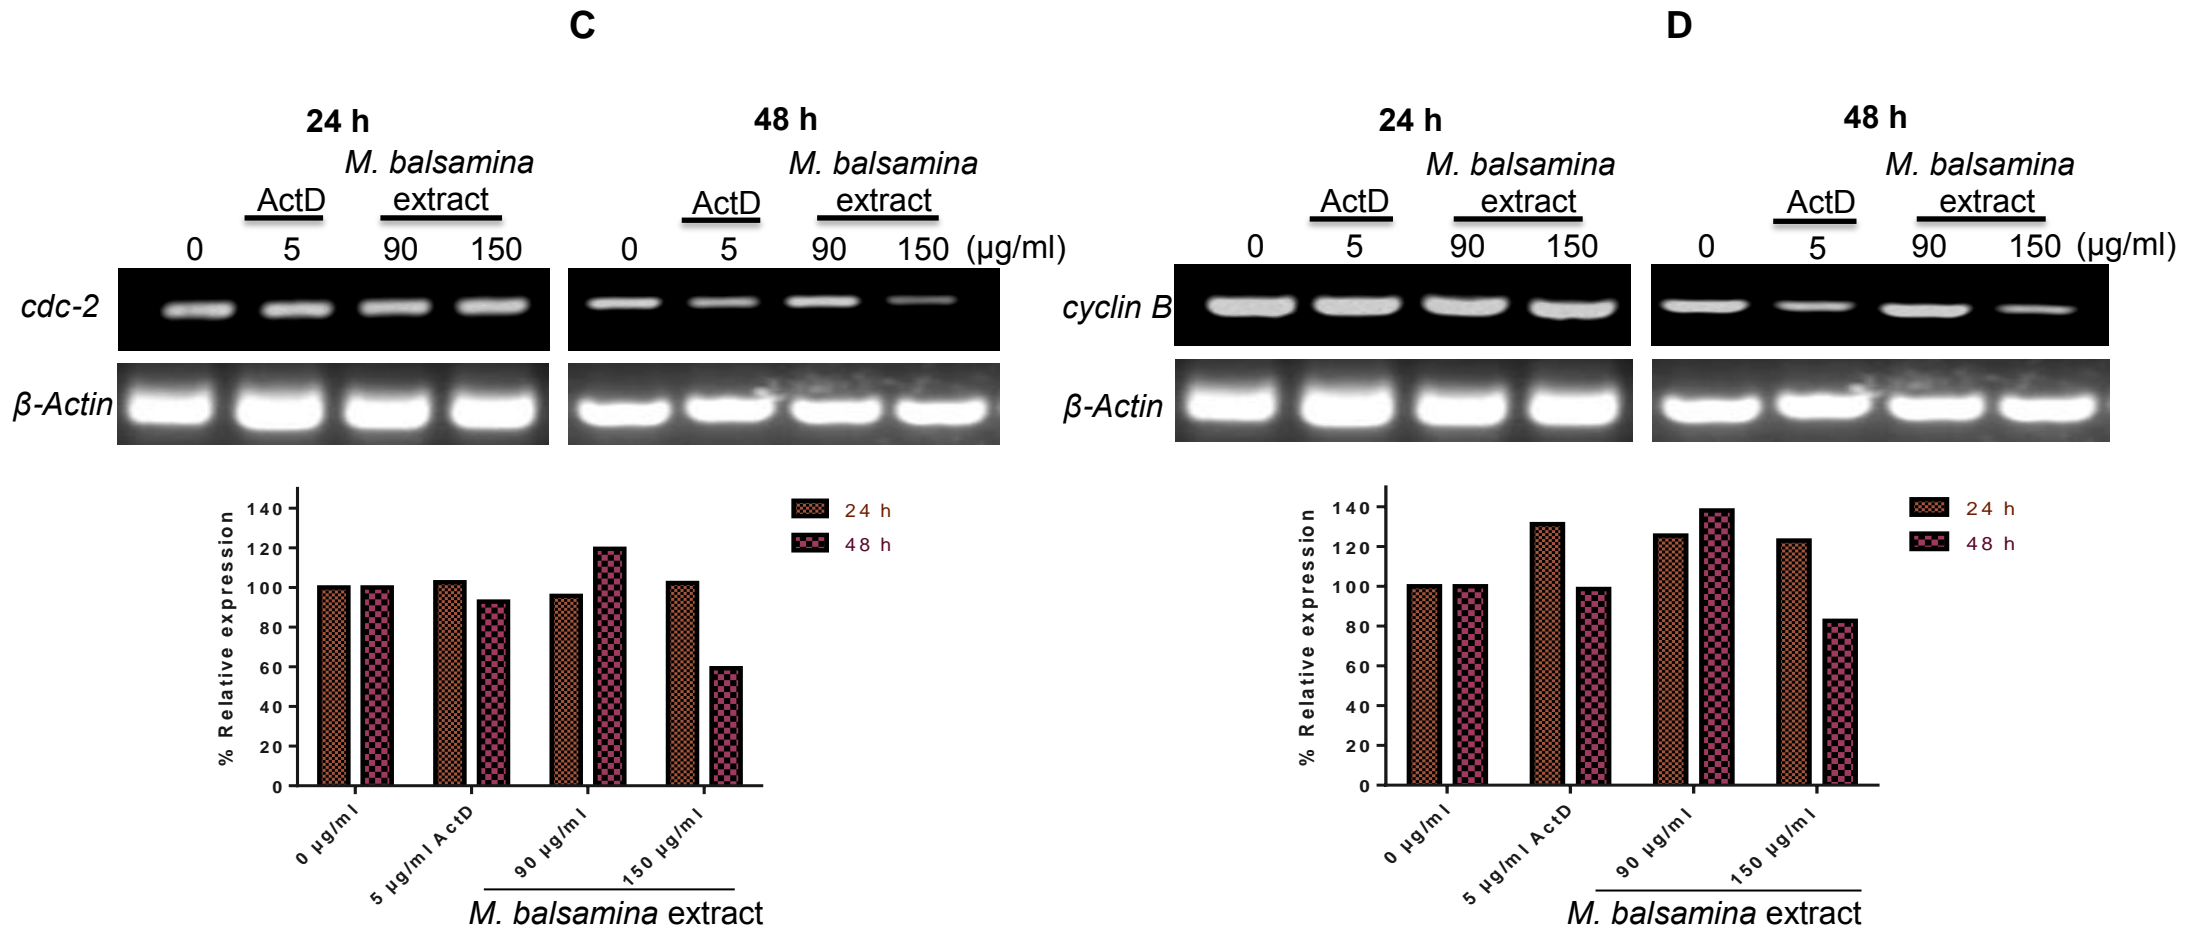 C
24 h
48 h
M. balsamina
M. balsamina
ActD
extract
ActD
extract
0 5 90 150
0 5 90 150 (µg/ml)
cdc-2
β-Actin
% Relative expression
140
120
100
80
60
40
20
0
24 h
48 h
0 µg/ml
5 µg/ml ActD
90 µg/ml
150 µg/ml
M. balsamina extract
D
24 h
48 h
M. balsamina
M. balsamina
ActD
extract
ActD
extract
0 5 90 150
0 5 90 150 (µg/ml)
cyclin B
β-Actin
% Relative expression
140
120
100
80
60
40
20
0
24 h
48 h
0 µg/ml
5 µg/ml ActD
90 µg/ml
150 µg/ml
M. balsamina extract